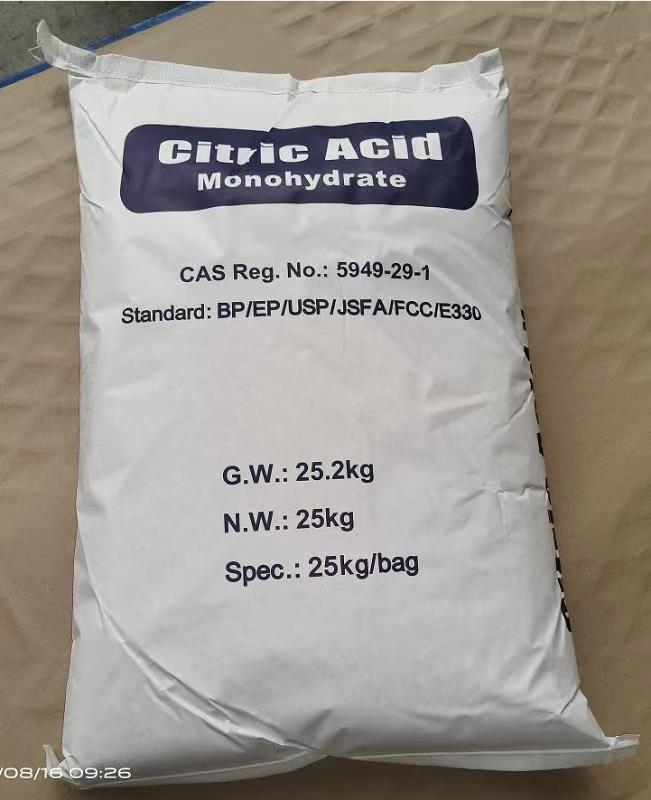 Citric Acid
Monohydrate
CAS Reg. No.: 5949-29-1
Standard: BP/EP/USP/JSFA/FCC/E330
G.W.: 25.2kg
N.W.: 25kg
Spec.: 25kg/bag
/08/16 09:26